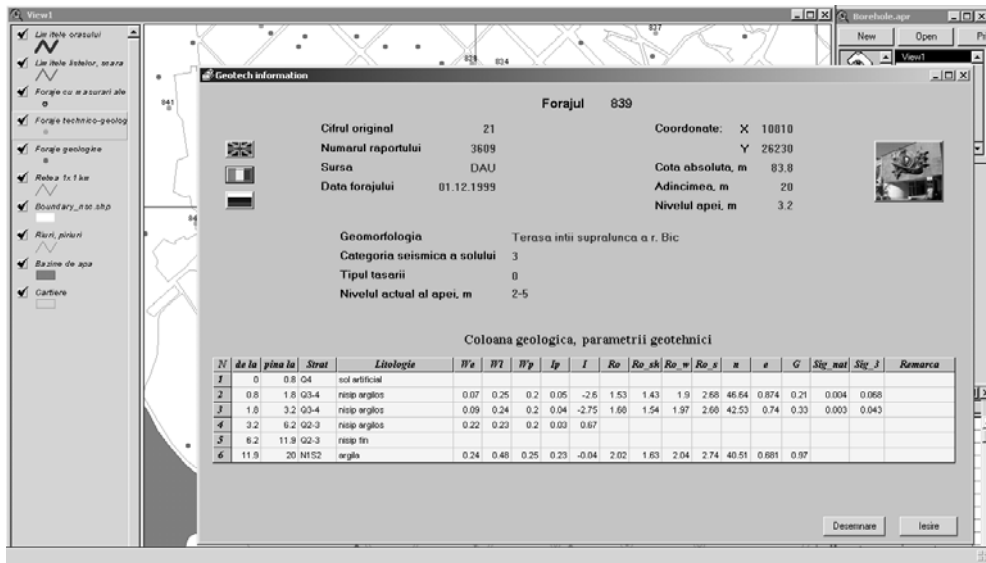 View1
Borehole.apr
New Open Pr
View1
Limitele orasului
Limitele listelor, scara
Foraje cu masurari ale
Foraje technico-geolog
Foraje geologice
Retea 1x1 km
Boundary_nsc.shp
Riuri, piriuri
Bazine de apa
Cartiere
837
828 834
841
Geotech information
Forajul 839
Cifrul original 21
Numarul raportului 3609
Sursa DAU
Data forajului 01.12.1999
Coordonate: X 10010
Y 26230
Cota absoluta, m 83.8
Adincimea, m 20
Nivelul apei, m 3.2
Geomorfologia Terasa intii supralunca a r. Bic
Categoria seismica a solului 3
Tipul tasarii 0
Nivelul actual al apei, m 2-5
Coloana geologica, parametrii geotehnici
N de la pina la Strat Litologie We Wl Wp Ip I Ro Ro_sk Ro_w Ro_s n e G Sig_nat Sig_3 Remarca
1 0 0.8 Q4 sol artificial
2 0.8 1.8 Q3-4 nisip argilos 0.07 0.25 0.2 0.05 -2.6 1.53 1.43 1.9 2.68 46.64 0.874 0.21 0.004 0.068
3 1.8 3.2 Q3-4 nisip argilos 0.09 0.24 0.2 0.04 -2.75 1.68 1.54 1.97 2.68 42.53 0.74 0.33 0.003 0.043
4 3.2 6.2 Q2-3 nisip argilos 0.22 0.23 0.2 0.03 0.67
5 6.2 11.9 Q2-3 nisip fin
6 11.9 20 N1S2 argila 0.24 0.48 0.25 0.23 -0.04 2.02 1.63 2.04 2.74 40.51 0.681 0.97
Desemnare Iesire